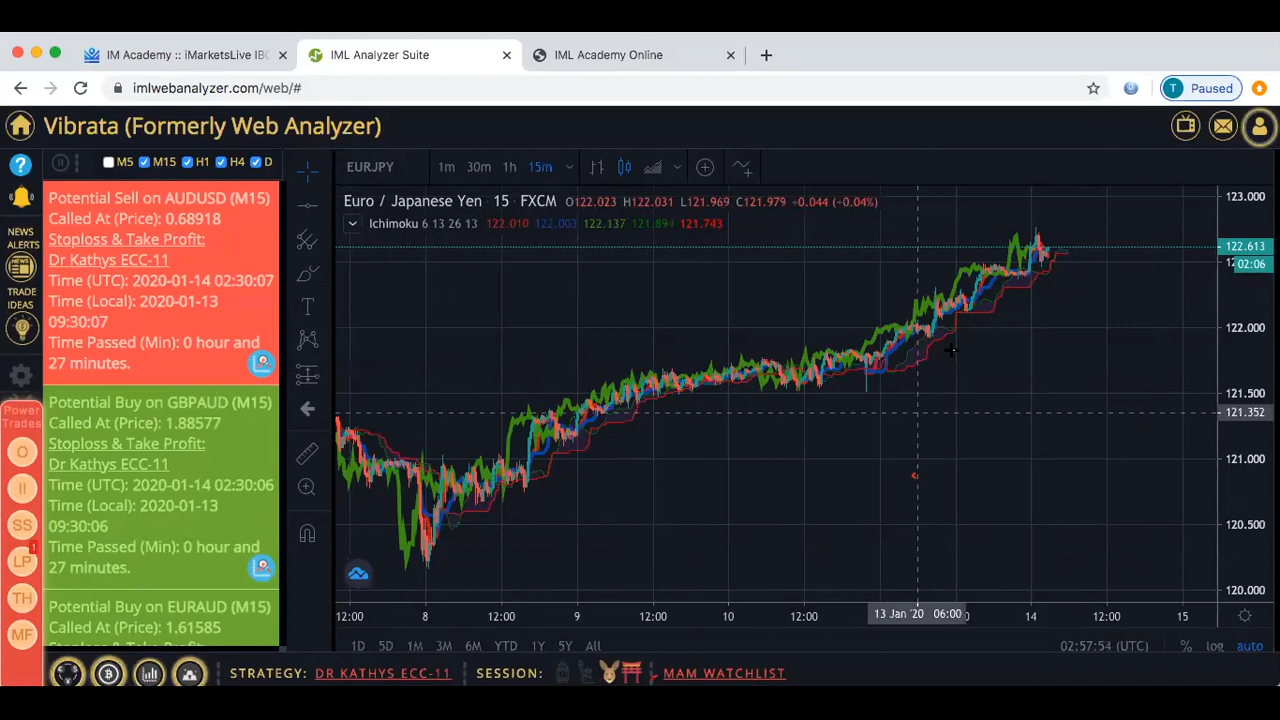 IM Academy :: iMarketsLive IBO
IML Analyzer Suite
IML Academy Online
imlwebanalyzer.com/web/#
T Paused
Vibrata (Formerly Web Analyzer)
M5 M15 H1 H4 D
NEWS
ALERTS
TRADE
IDEAS
Power
Trades
O
II
SS
LP 1
TH
MF
Potential Sell on AUDUSD (M15)
Called At (Price): 0.68918
Stoploss & Take Profit:
Dr Kathys ECC-11
Time (UTC): 2020-01-14 02:30:07
Time (Local): 2020-01-13
09:30:07
Time Passed (Min): 0 hour and
27 minutes.
Potential Buy on GBPAUD (M15)
Called At (Price): 1.88577
Stoploss & Take Profit:
Dr Kathys ECC-11
Time (UTC): 2020-01-14 02:30:06
Time (Local): 2020-01-13
09:30:06
Time Passed (Min): 0 hour and
27 minutes.
Potential Buy on EURAUD (M15)
Called At (Price): 1.61585
EURJPY 1m 30m 1h 15m
Euro / Japanese Yen · 15 · FXCM O122.023 H122.031 L121.969 C121.979 +0.044 (+0.04%)
Ichimoku 6 13 26 13 122.010 122.003 122.137 121.894 121.743
123.000
122.613
02:06
122.000
121.500
121.352
121.000
120.500
120.000
12:00 8 12:00 9 12:00 10 12:00 13 Jan '20 06:00 14 12:00 15
1D 5D 1M 3M 6M YTD 1Y 5Y All 02:57:54 (UTC) % log auto
STRATEGY: DR KATHYS ECC-11 SESSION: MAM WATCHLIST